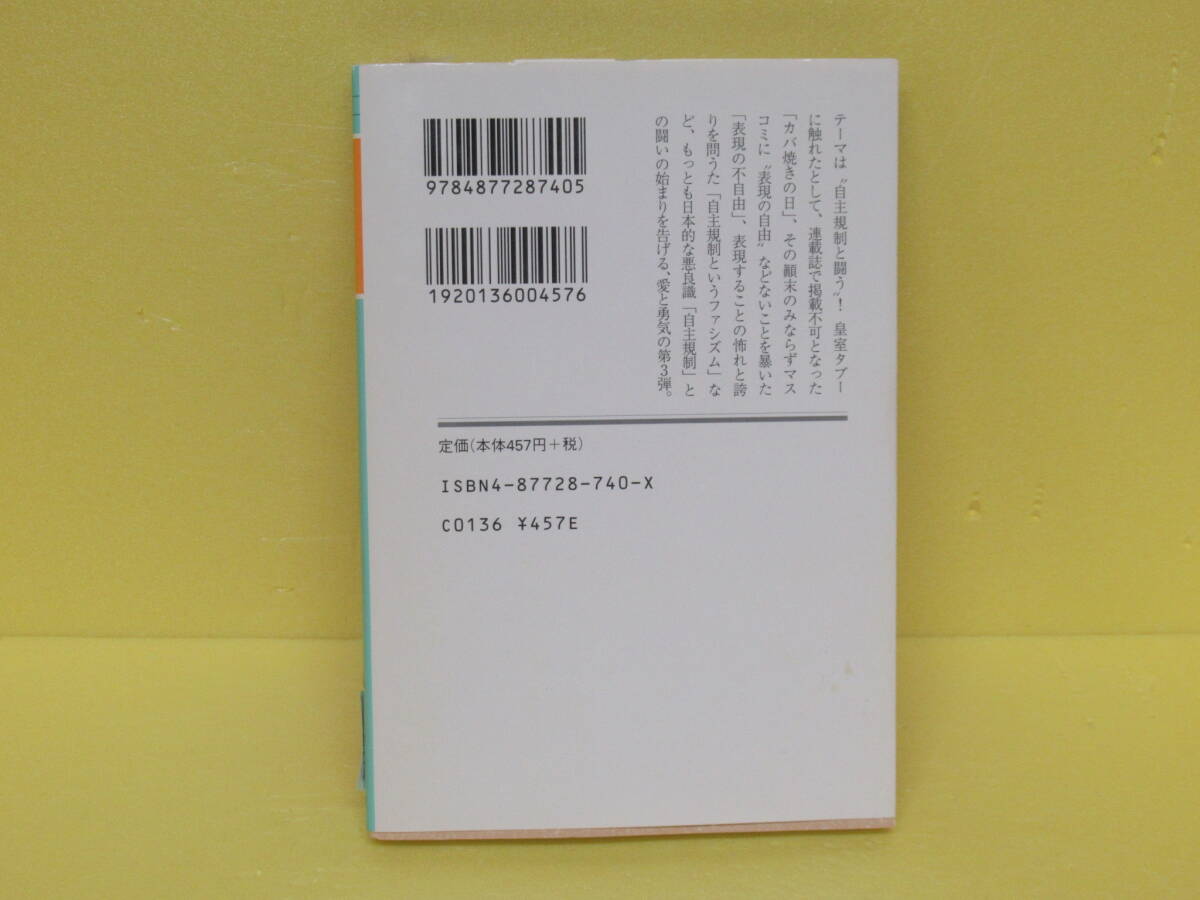 テーマは〝自主規制と闘う〟! 皇室タブー
に触れたとして、連載誌で掲載不可となった
「カバ焼きの日」、その顚末のみならずマス
コミに〝表現の自由〟などないことを暴いた
「表現の不自由」、表現することの怖れと誇
りを問うた「自主規制というファシズム」な
ど、もっとも日本的な悪良識「自主規制」と
の闘いの始まりを告げる、愛と勇気の第3弾。
9784877287405
1920136004576
定価(本体457円+税)
ISBN4-87728-740-X
C0136 ¥457E